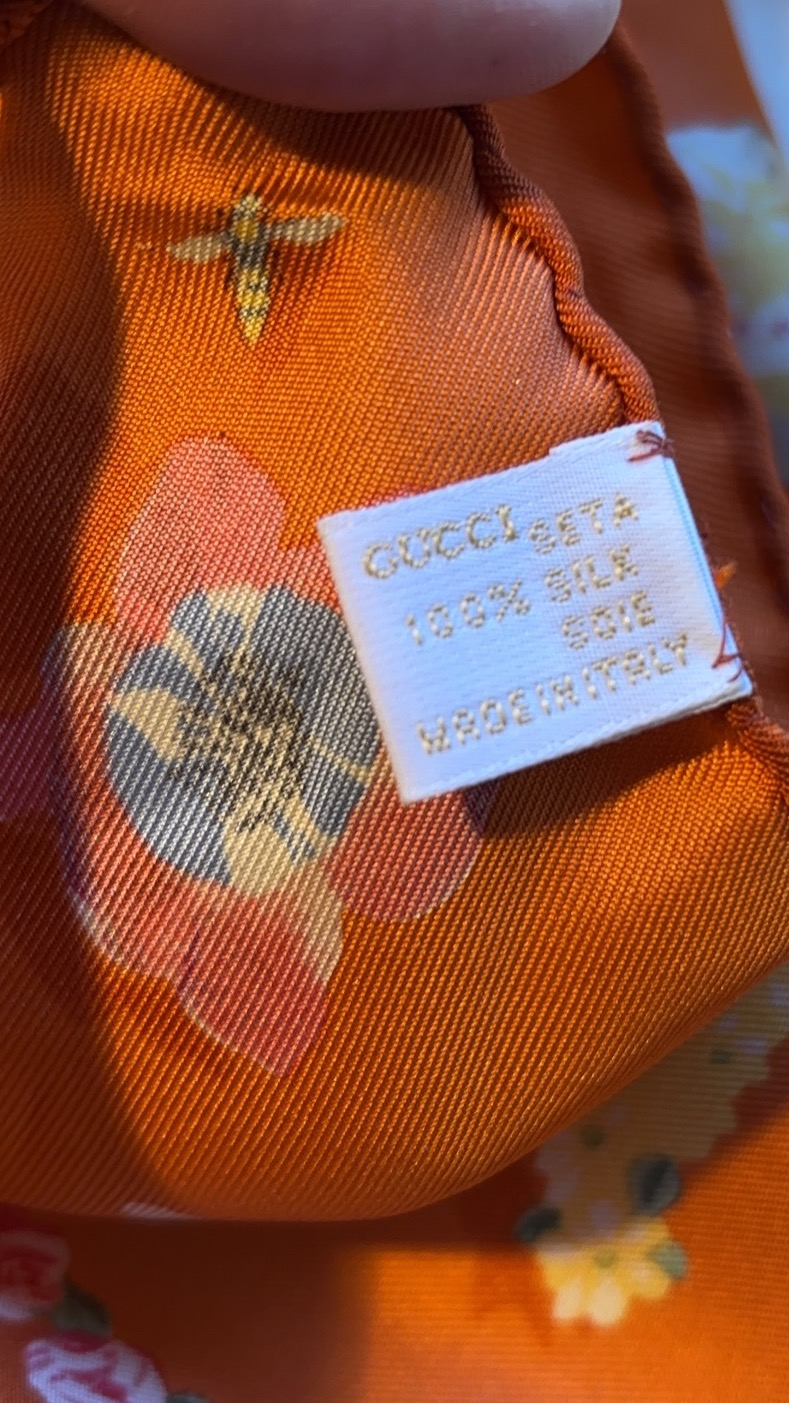 GUCCI SETA
100% SILK
SOIE
MADE IN ITALY